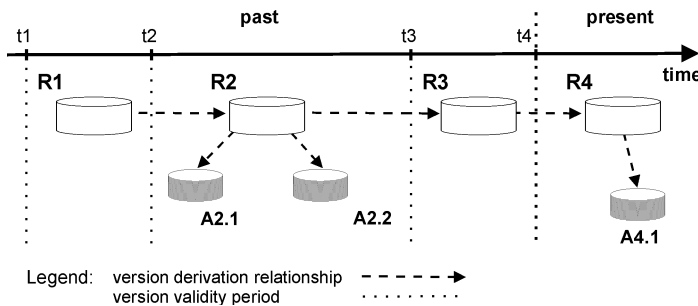 past present
t1 t2 t3 t4
time
R1 R2 R3 R4
A2.1 A2.2 A4.1
Legend: version derivation relationship
version validity period